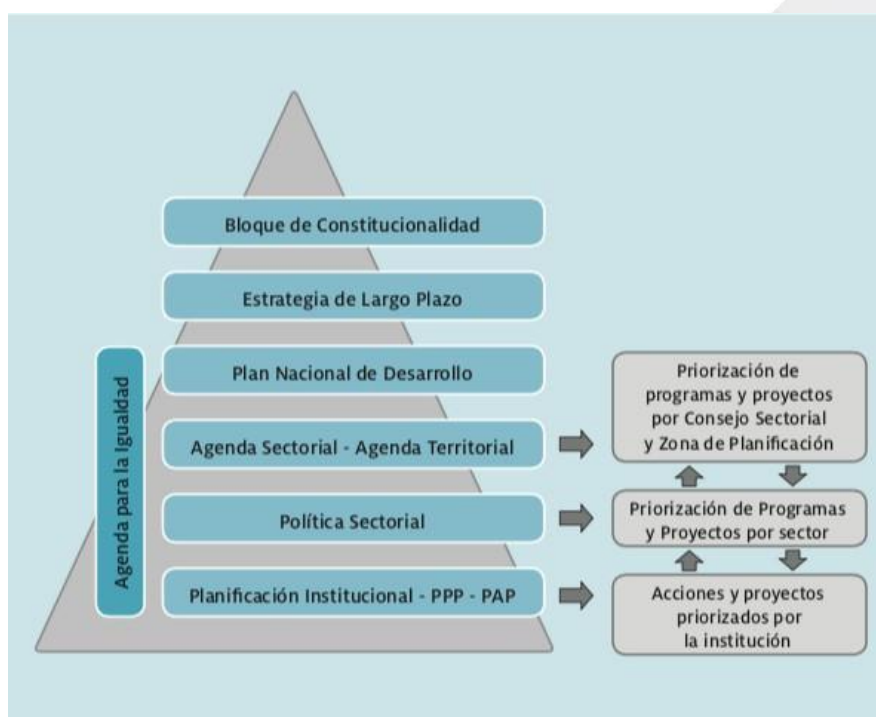 Bloque de Constitucionalidad
Estrategia de Largo Plazo
Plan Nacional de Desarrollo
Agenda Sectorial - Agenda Territorial
Política Sectorial
Planificación Institucional - PPP - PAP
Agenda para la Igualdad
Priorización de
programas y proyectos
por Consejo Sectorial
y Zona de Planificación
Priorización de Programas
y Proyectos por sector
Acciones y proyectos
priorizados por
la institución